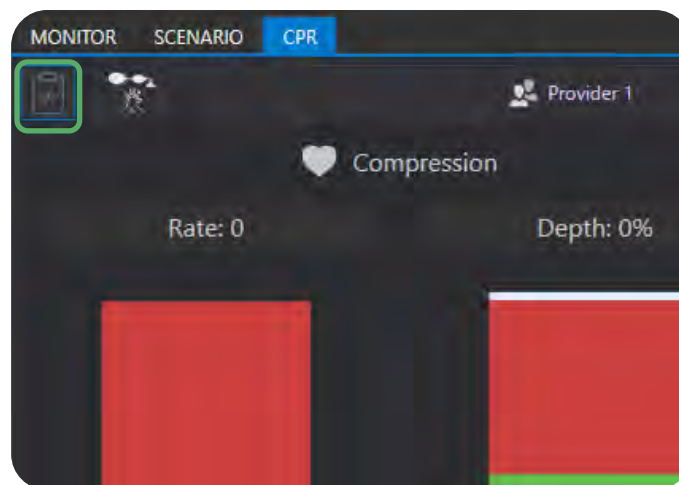 MONITOR SCENARIO CPR
Provider 1
Compression
Rate: 0 Depth: 0%